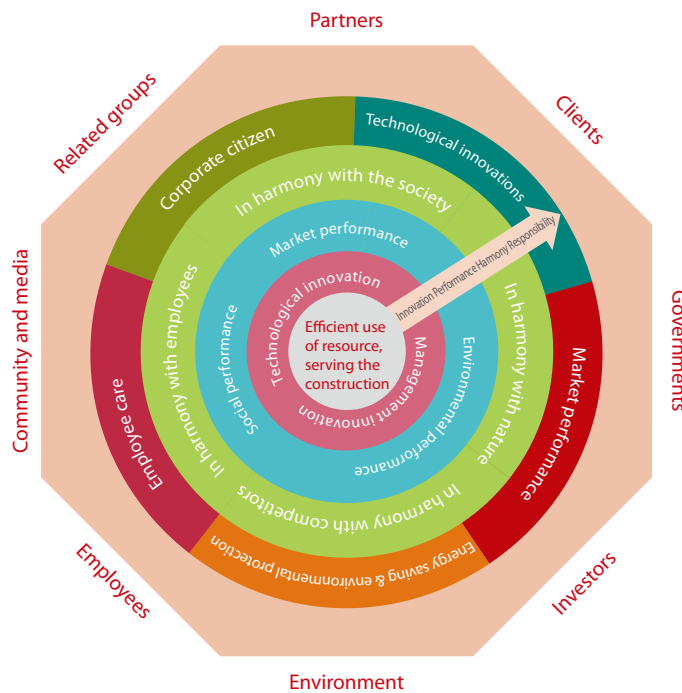 Partners
Clients
Governments
Investors
Environment
Employees
Community and media
Related groups
Corporate citizen
Technological innovations
Market performance
Energy saving & environmental protection
Employee care
In harmony with the society
In harmony with nature
In harmony with competitors
In harmony with employees
Market performance
Environmental performance
Social performance
Technological innovation
Management innovation
Innovation Performance Harmony Responsibility
Efficient use
of resource,
serving the
construction